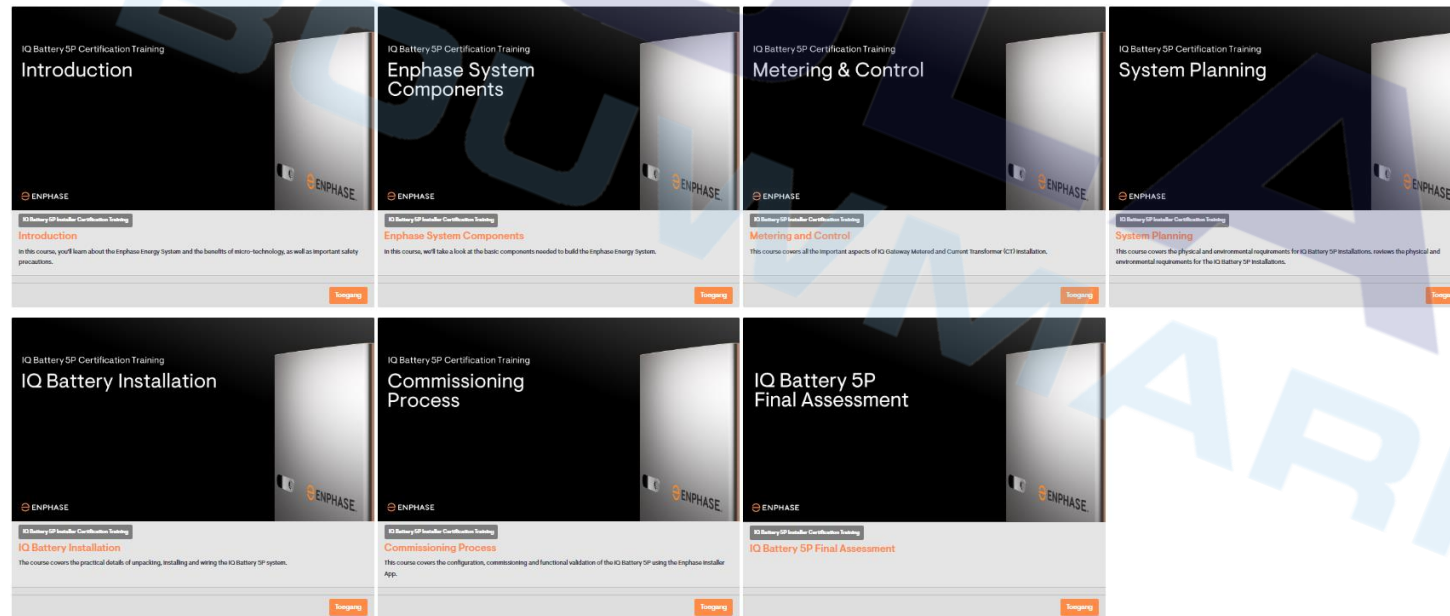 IQ Battery 5P Certification Training
Introduction
ENPHASE
ENPHASE
IQ Battery 5P Installer Certification Training
Introduction
In this course, you'll learn about the Enphase Energy System and the benefits of micro-technology, as well as important safety
precautions.
Toegang
IQ Battery 5P Certification Training
Enphase System
Components
ENPHASE
ENPHASE
IQ Battery 5P Installer Certification Training
Enphase System Components
In this course, we'll take a look at the basic components needed to build the Enphase Energy System.
Toegang
IQ Battery 5P Certification Training
Metering & Control
ENPHASE
ENPHASE
IQ Battery 5P Installer Certification Training
Metering and Control
This course covers all the important aspects of IQ Gateway Metered and Current Transformer (CT) installation.
Toegang
IQ Battery 5P Certification Training
System Planning
ENPHASE
ENPHASE
IQ Battery 5P Installer Certification Training
System Planning
This course covers the physical and environmental requirements for IQ Battery 5P installations. reviews the physical and
environmental requirements for The IQ Battery 5P installations.
IQ Battery 5P Certification Training
IQ Battery Installation
ENPHASE
ENPHASE
IQ Battery 5P Installer Certification Training
IQ Battery Installation
The course covers the practical details of unpacking, installing and wiring the IQ Battery 5P system.
Toegang
IQ Battery 5P Certification Training
Commissioning
Process
ENPHASE
ENPHASE
IQ Battery 5P Installer Certification Training
Commissioning Process
This course covers the configuration, commissioning and functional validation of the IQ Battery 5P using the Enphase Installer
App.
Toegang
IQ Battery 5P
Final Assessment
ENPHASE
ENPHASE
IQ Battery 5P Installer Certification Training
IQ Battery 5P Final Assessment
Toegang